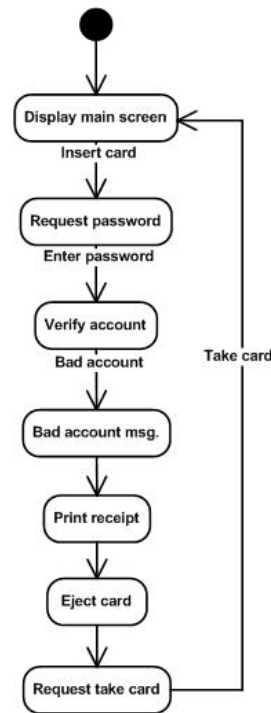 Display main screen
Insert card
Request password
Enter password
Verify account
Bad account
Take card
Bad account msg.
Print receipt
Eject card
Request take card